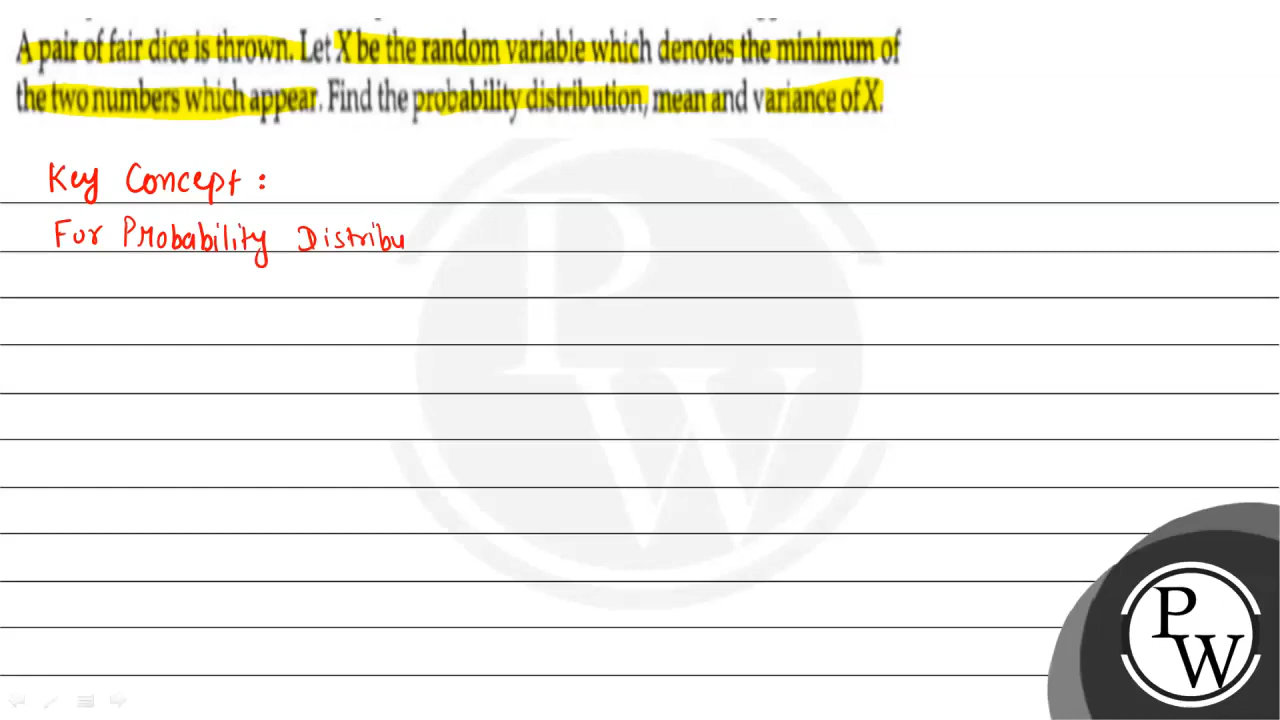 A pair of fair dice is thrown. Let X be the random variable which denotes the minimum of
the two numbers which appear. Find the probability distribution, mean and variance of X.
Key Concept :
For Probability Distribu
P
W
P
W